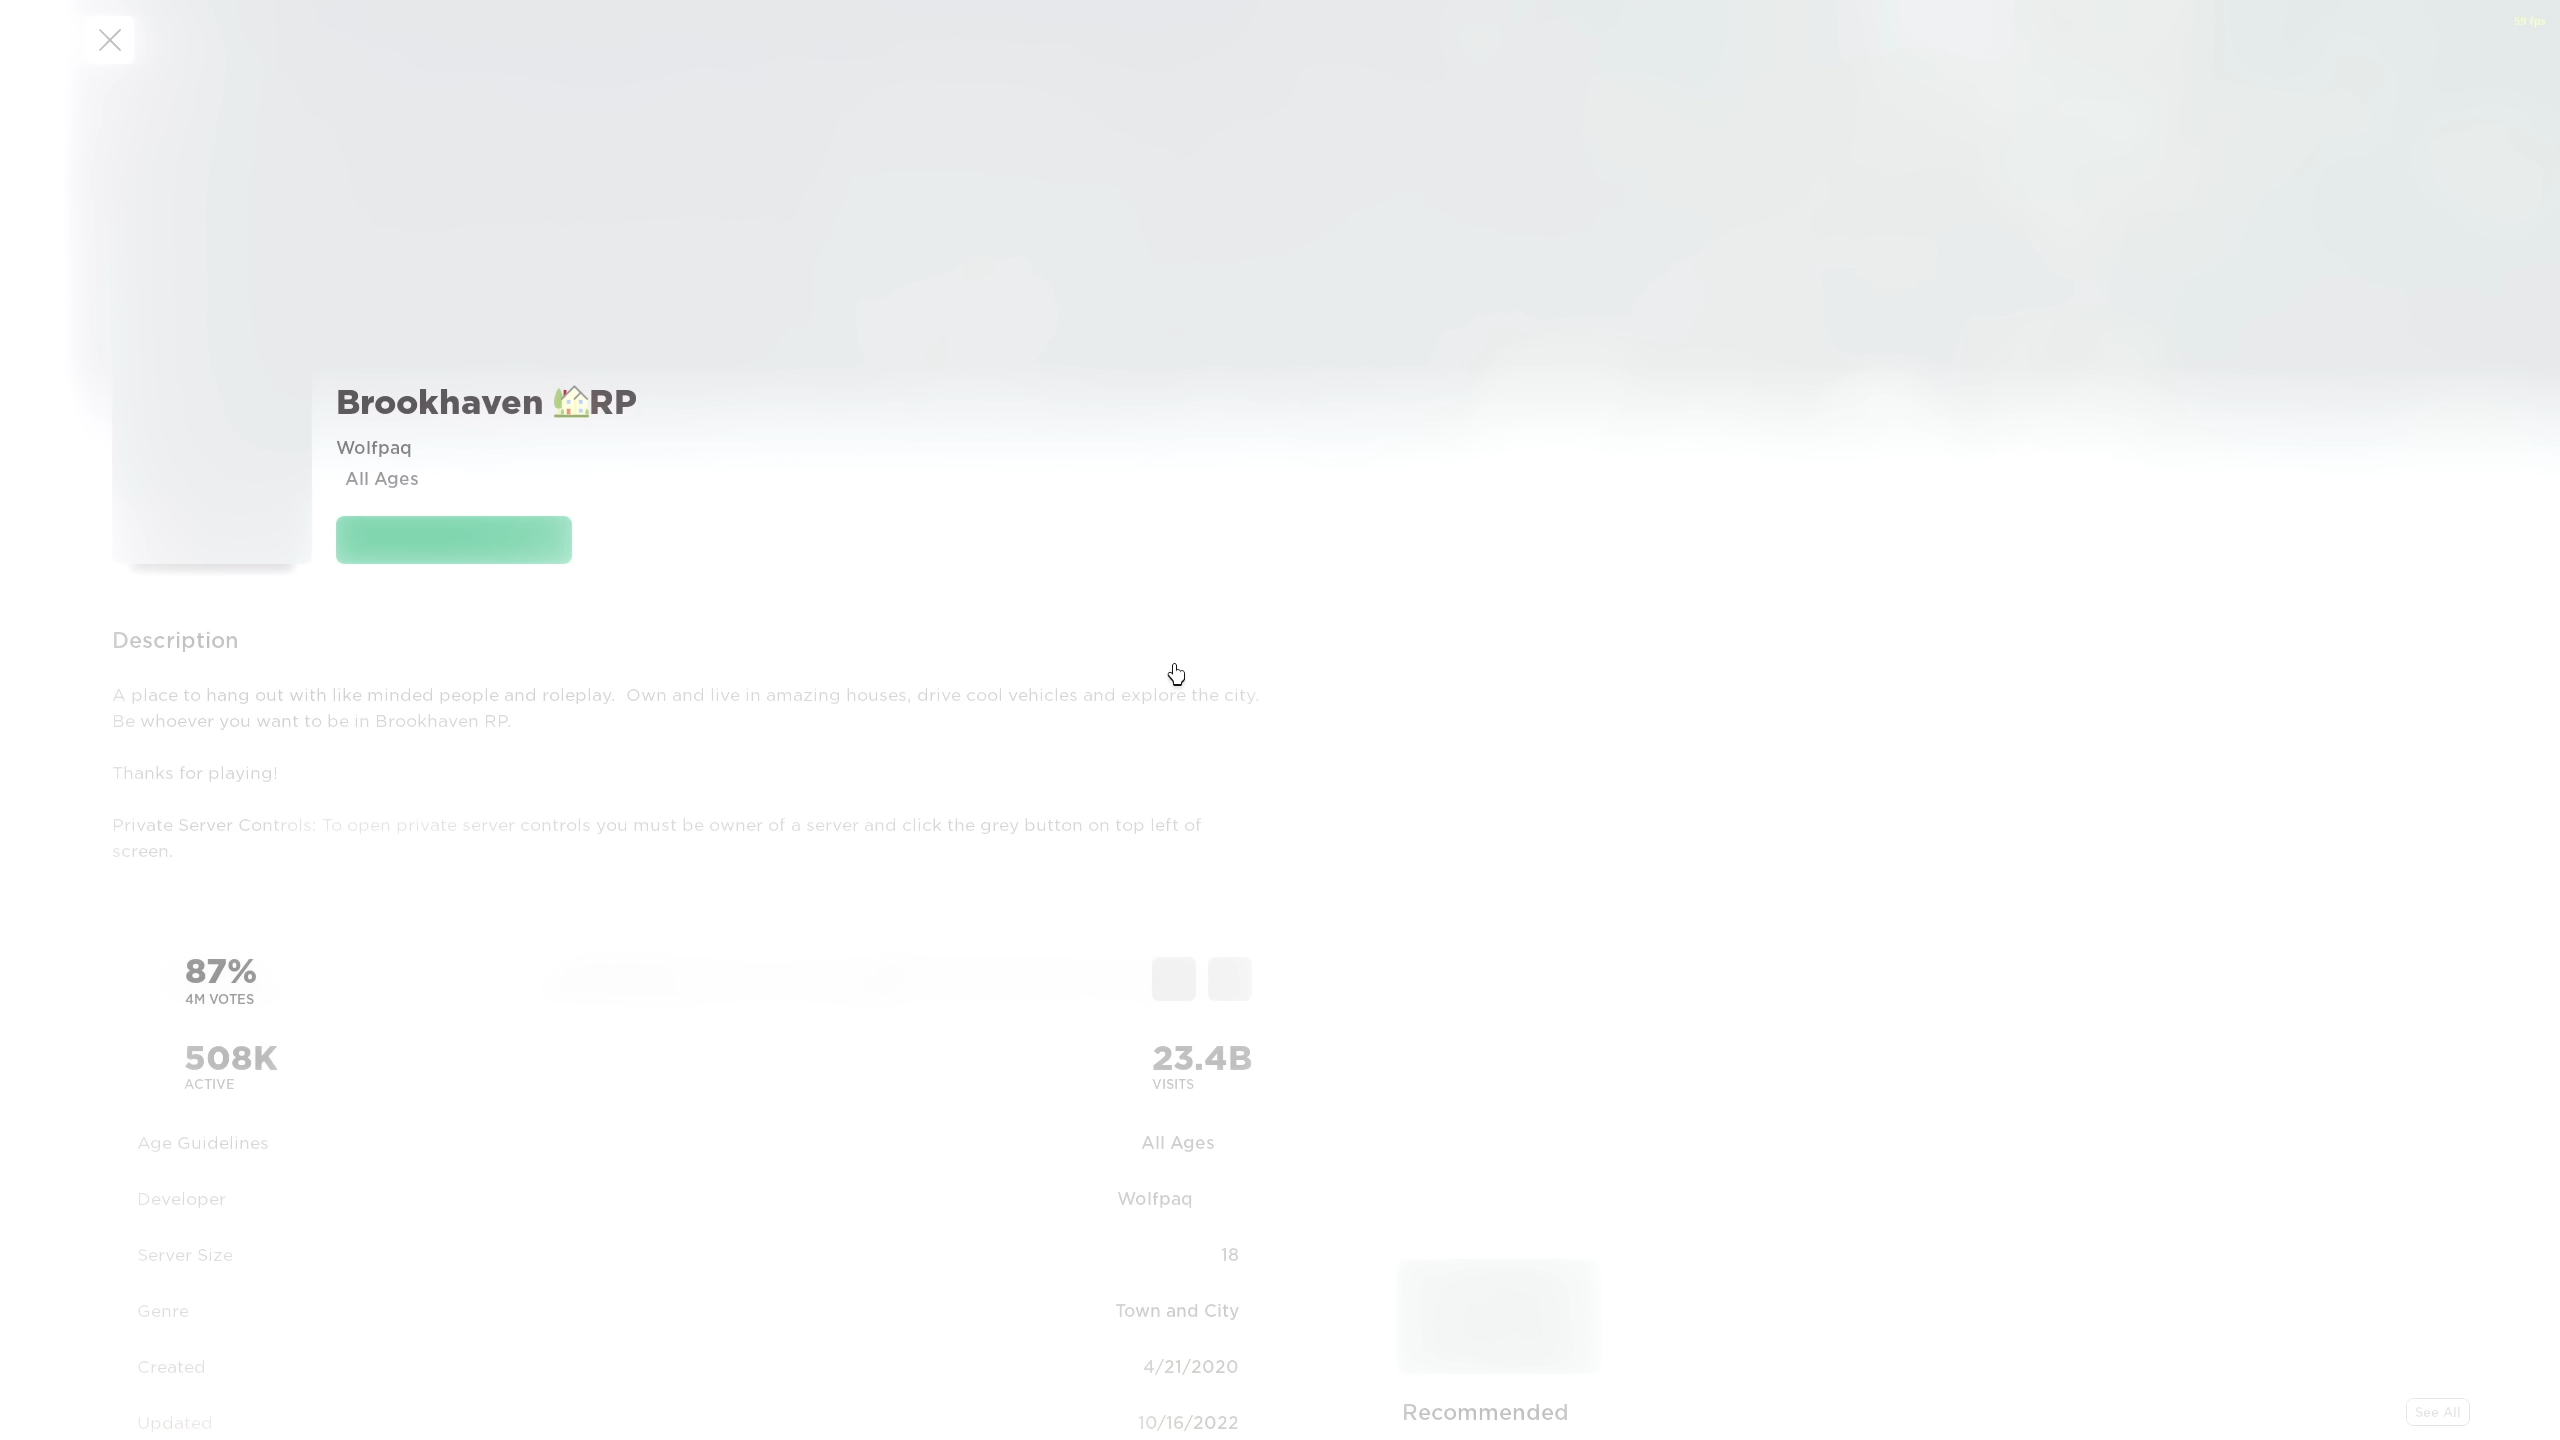 59 fps
Brookhaven 🏡RP
Wolfpaq
All Ages
Description
A place to hang out with like minded people and roleplay.  Own and live in amazing houses, drive cool vehicles and explore the city.
Be whoever you want to be in Brookhaven RP.
Thanks for playing!
Private Server Controls: To open private server controls you must be owner of a server and click the grey button on top left of
screen.
87%
4M VOTES
508K
ACTIVE
23.4B
VISITS
Age Guidelines All Ages
Developer Wolfpaq
Server Size 18
Genre Town and City
Created 4/21/2020
Updated 10/16/2022
Recommended
See All